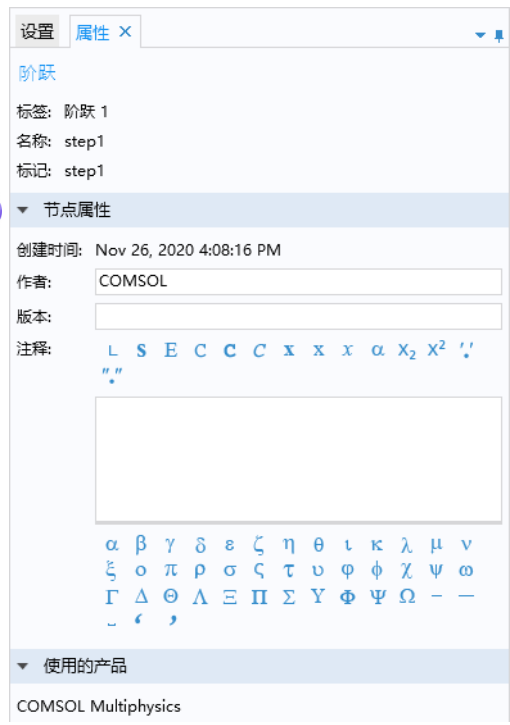 设置 属性 ×
阶跃
标签: 阶跃 1
名称: step1
标记: step1
节点属性
创建时间: Nov 26, 2020 4:08:16 PM
作者: COMSOL
版本:
注释: L S E C C C x x x α X₂ X² '.'
"."
α β γ δ ε ζ η θ ι κ λ μ ν
ξ ο π ρ σ ς τ υ φ ϕ χ ψ ω
Γ Δ Θ Λ Ξ Π Σ Υ Φ Ψ Ω – —
␣ ‘ ’
使用的产品
COMSOL Multiphysics